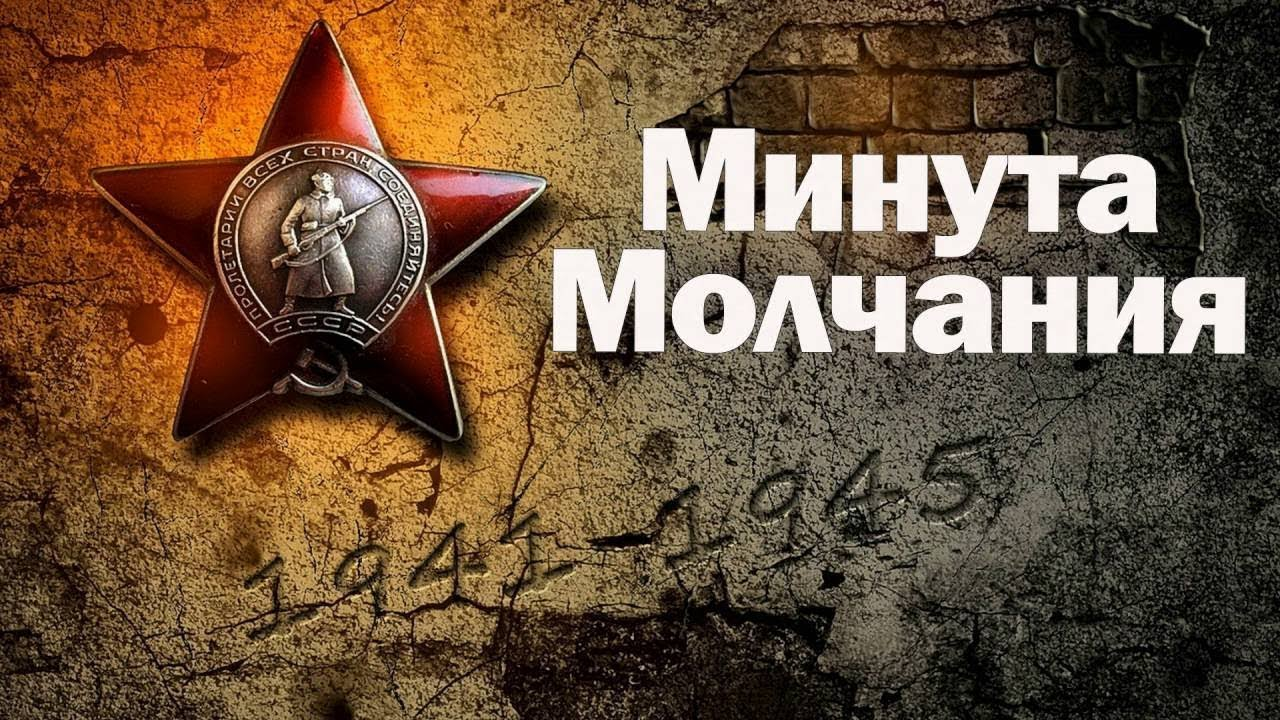 ПРОЛЕТАРИИ ВСЕХ СТРАН, СОЕДИНЯЙТЕСЬ!
СССР
Минута
Молчания
1941-1945